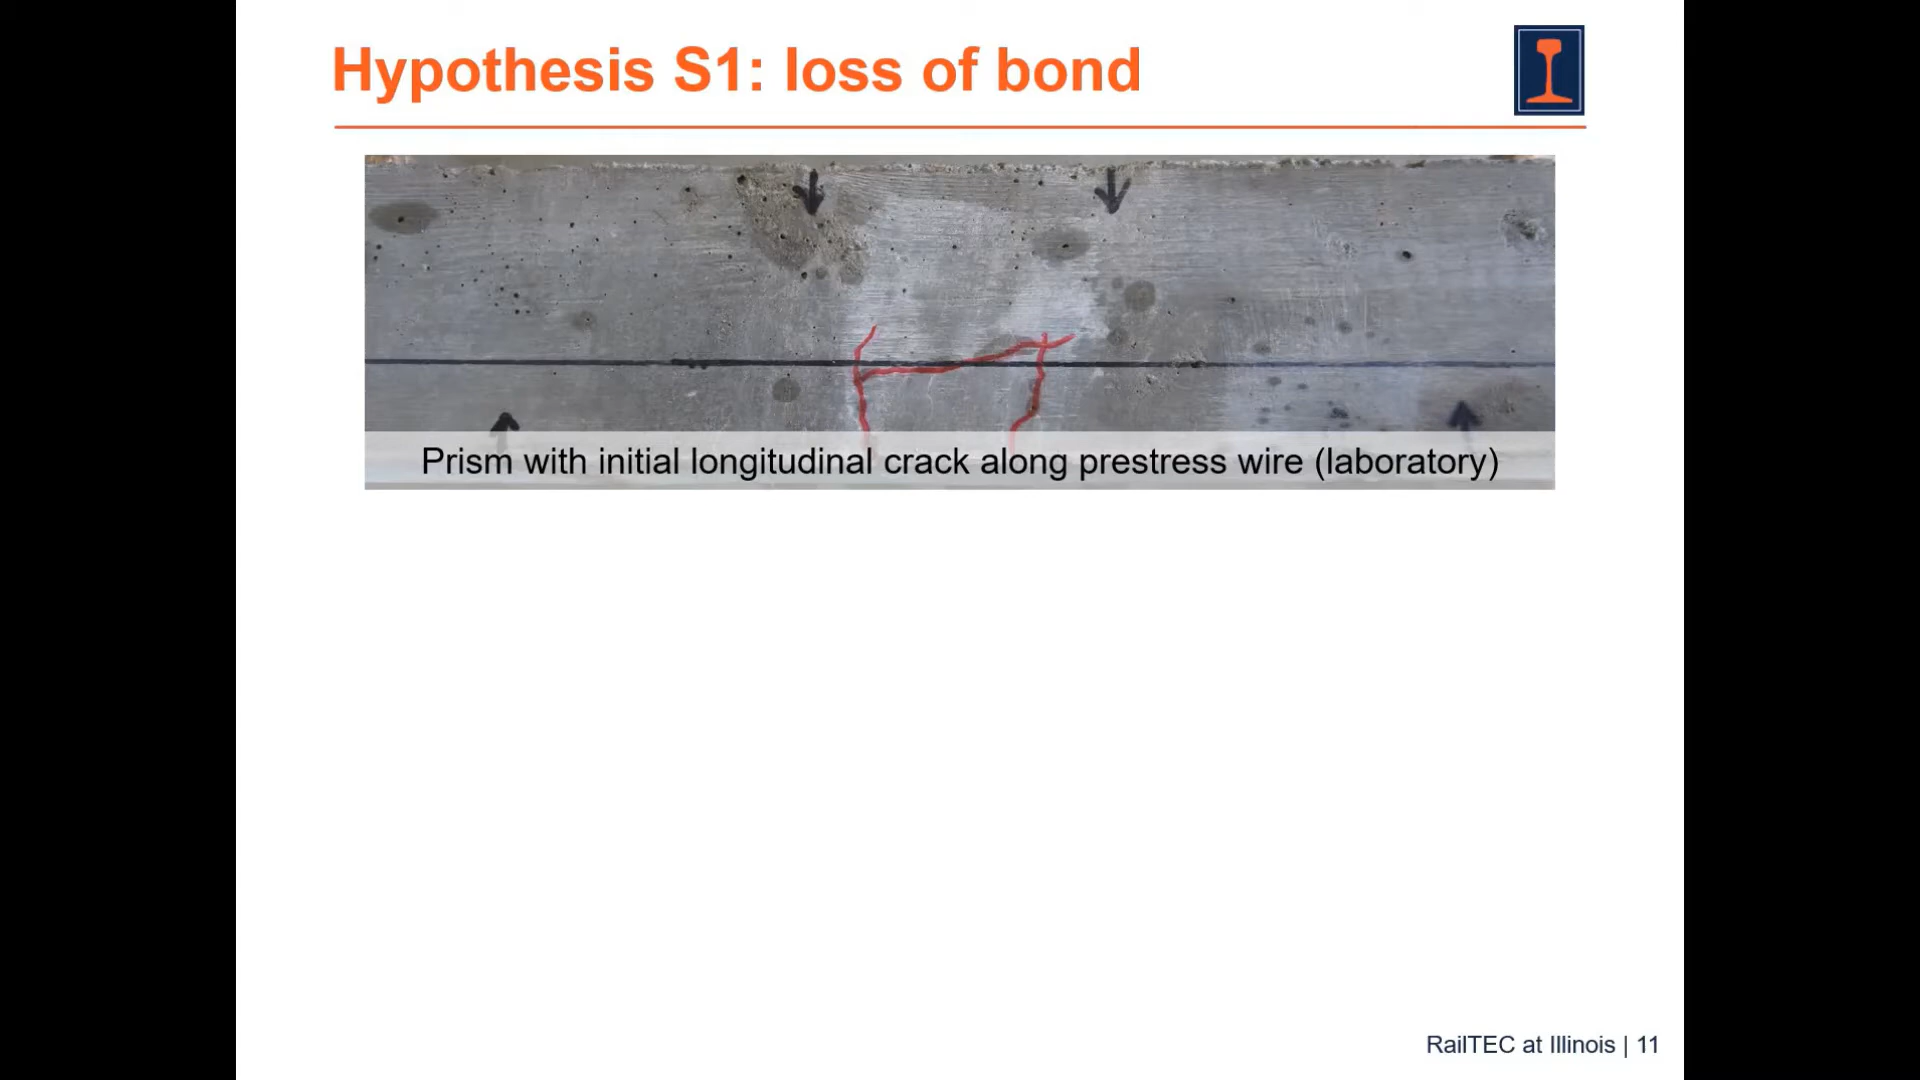 Hypothesis S1: loss of bond
Prism with initial longitudinal crack along prestress wire (laboratory)
RailTEC at Illinois | 11